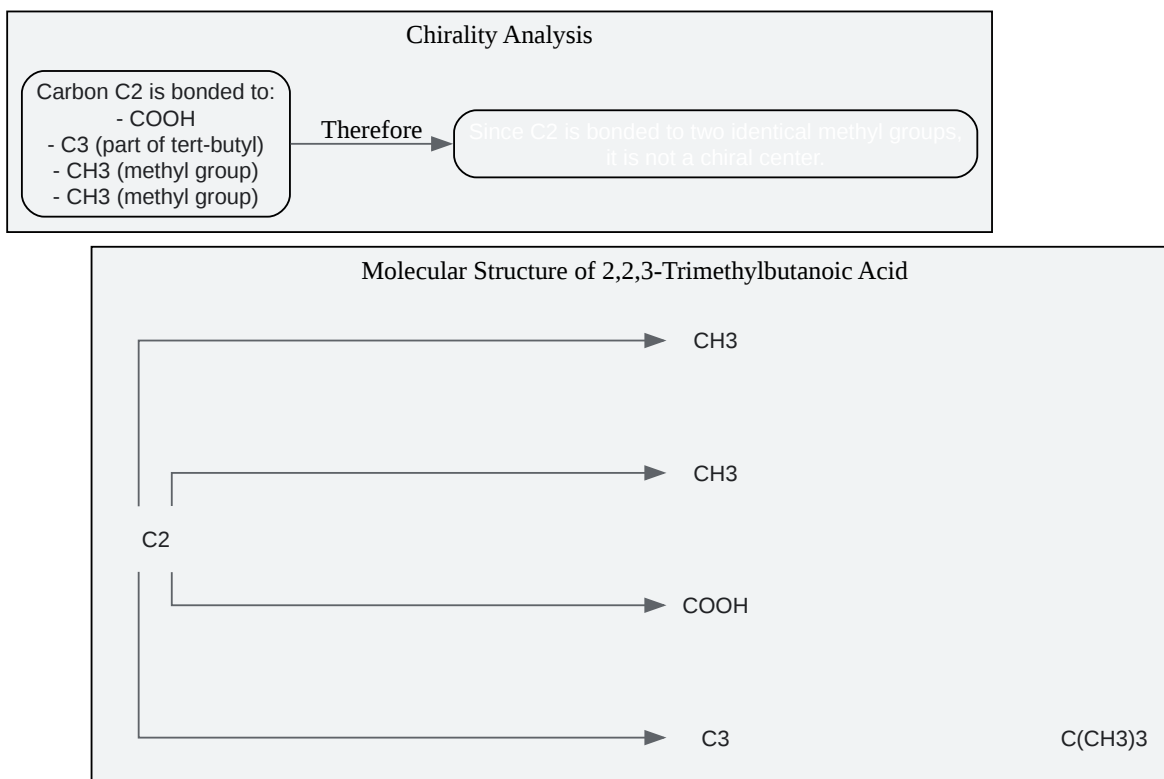 Chirality Analysis
Carbon C2 is bonded to:
- COOH
- C3 (part of tert-butyl)
- CH3 (methyl group)
- CH3 (methyl group)
Therefore
Since C2 is bonded to two identical methyl groups,
it is not a chiral center.
Molecular Structure of 2,2,3-Trimethylbutanoic Acid
CH3
CH3
C2
COOH
C3
C(CH3)3